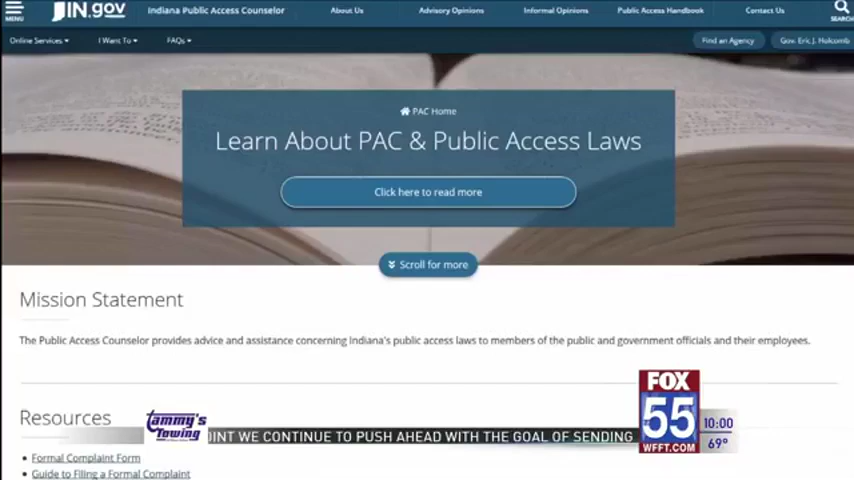 MENU
IN.gov
Indiana Public Access Counselor
About Us
Advisory Opinions
Informal Opinions
Public Access Handbook
Contact Us
SEARCH
Online Services
I Want To
FAQs
Find an Agency
Gov. Eric J. Holcomb
PAC Home
Learn About PAC & Public Access Laws
Click here to read more
Scroll for more
Mission Statement
The Public Access Counselor provides advice and assistance concerning Indiana's public access laws to members of the public and government officials and their employees.
Resources
Tammy's
Towing
OINT WE CONTINUE TO PUSH AHEAD WITH THE GOAL OF SENDING
FOX
55
WFFT.COM
10:00
69°
Formal Complaint Form
Guide to Filing a Formal Complaint